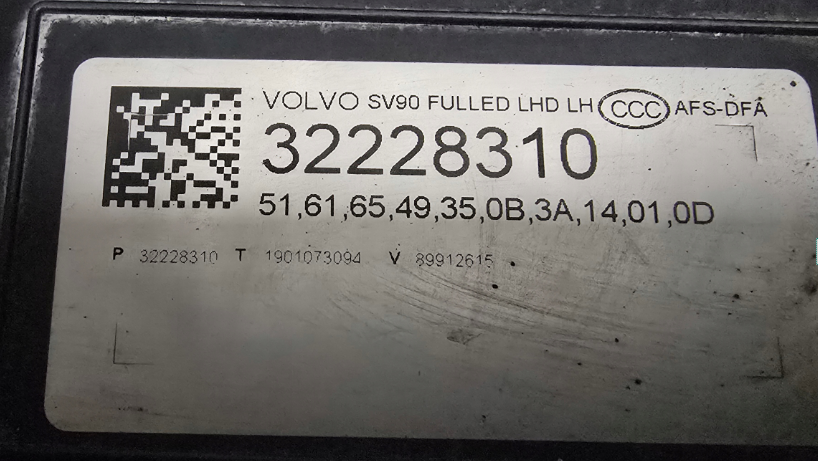 VOLVO SV90 FULLED LHD LH CCC AFS-DFA
32228310
51,61,65,49,35,0B,3A,14,01,0D
P 32228310 T 1901073094 V 89912615